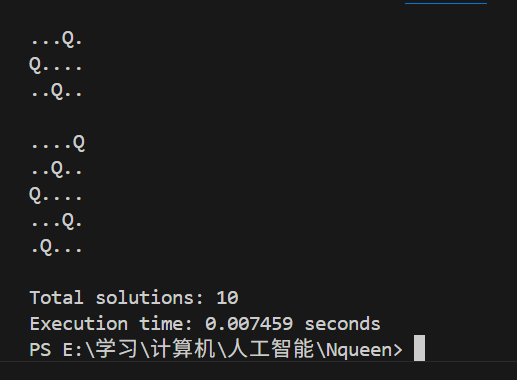 ...Q.
Q....
..Q..

....Q
..Q..
Q....
...Q.
.Q...

Total solutions: 10
Execution time: 0.007459 seconds
PS E:\学习\计算机\人工智能\Nqueen>